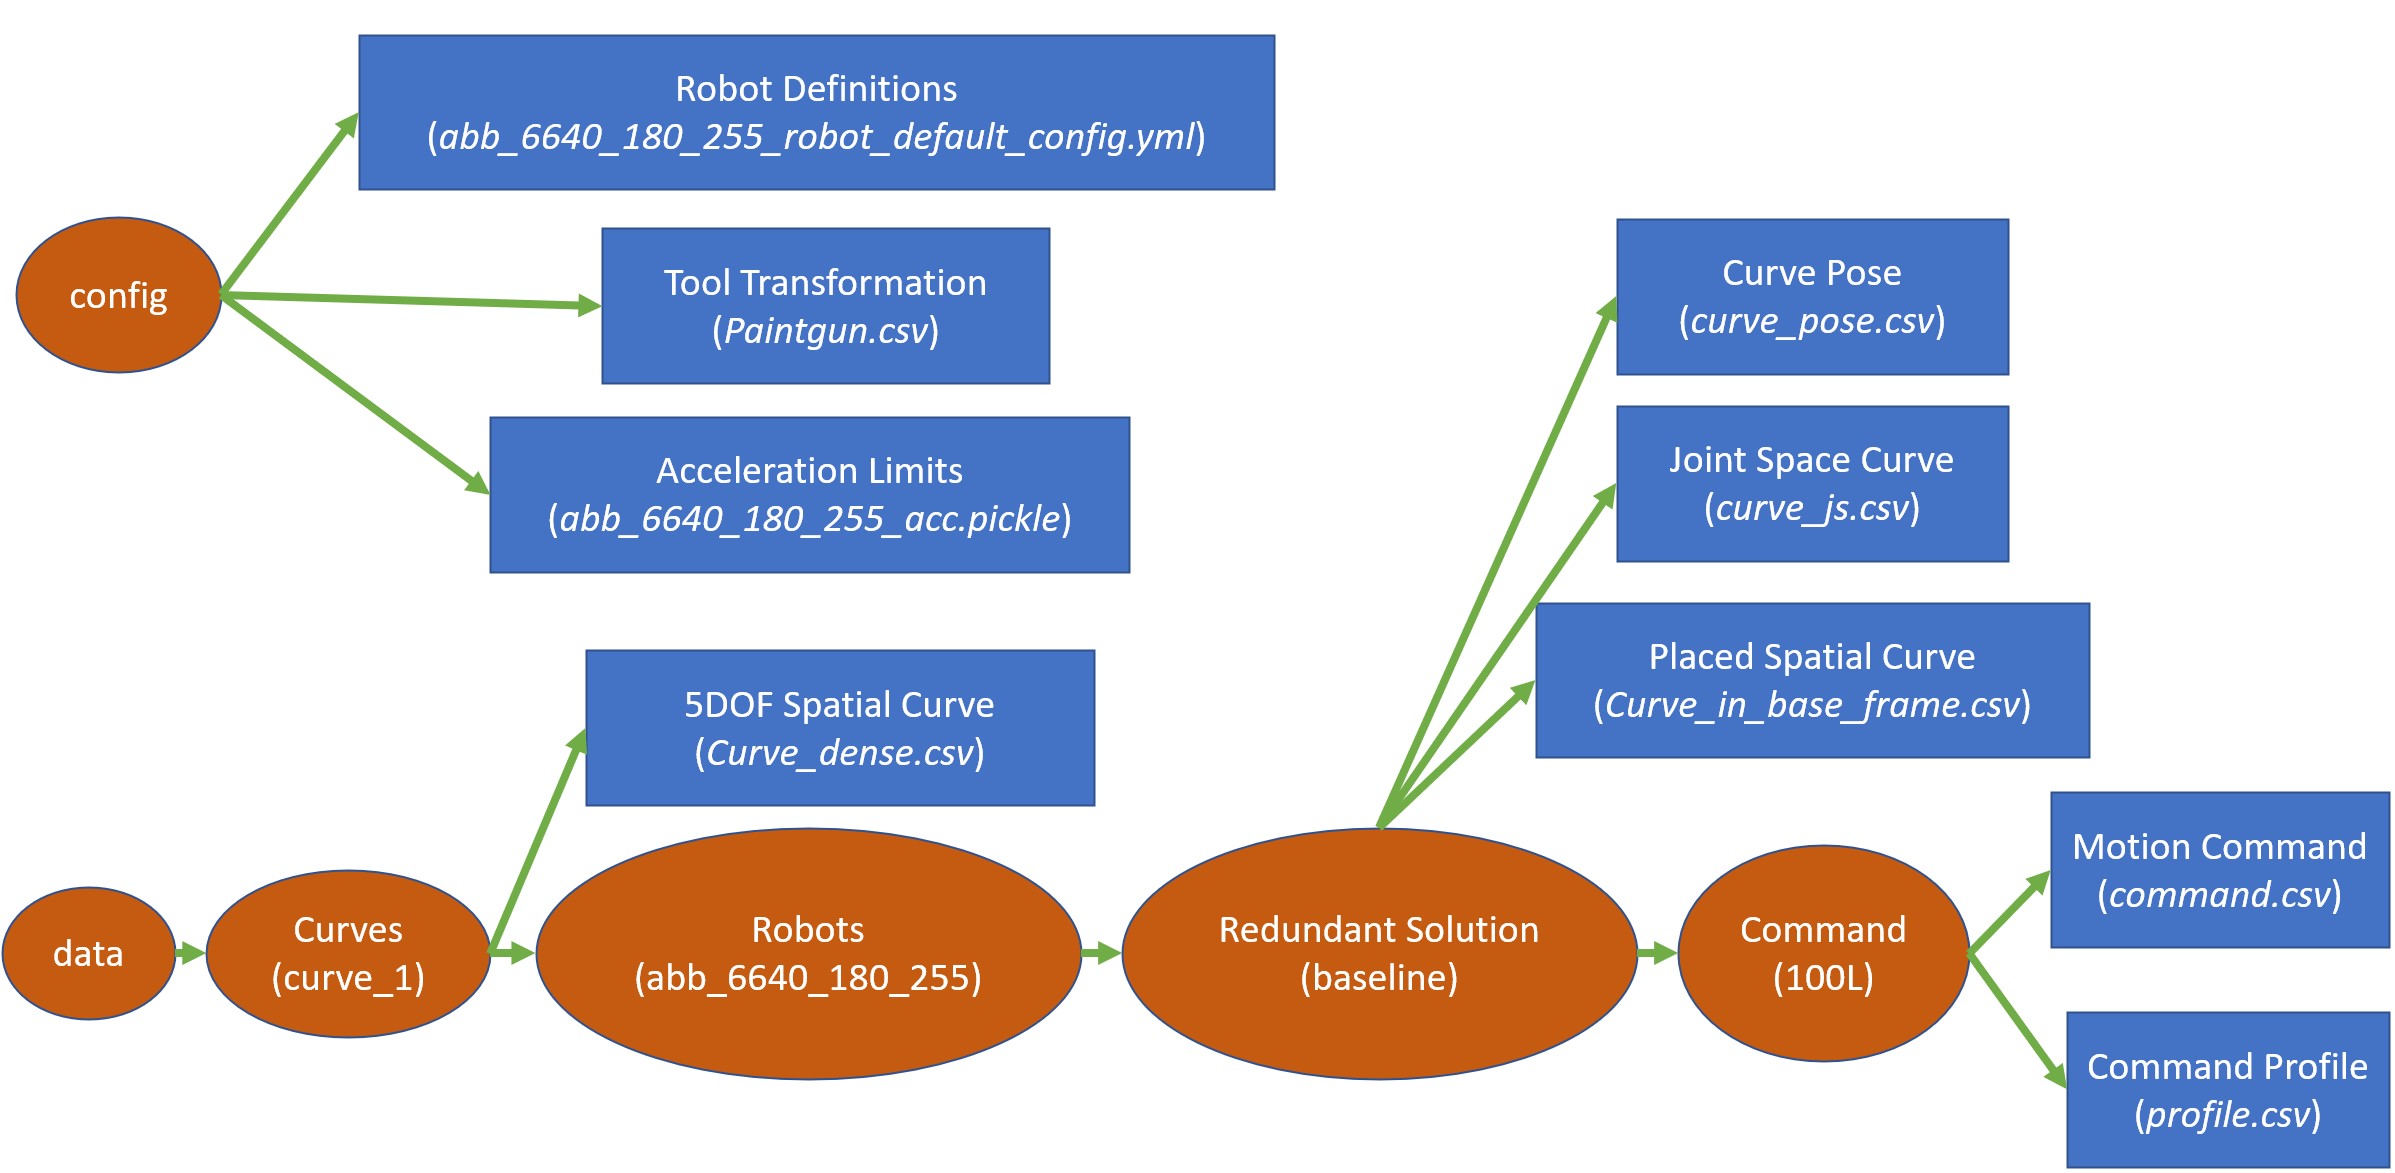 Robot Definitions
(abb_6640_180_255_robot_default_config.yml)
config
Tool Transformation
(Paintgun.csv)
Acceleration Limits
(abb_6640_180_255_acc.pickle)
Curve Pose
(curve_pose.csv)
Joint Space Curve
(curve_js.csv)
Placed Spatial Curve
(Curve_in_base_frame.csv)
5DOF Spatial Curve
(Curve_dense.csv)
data
Curves
(curve_1)
Robots
(abb_6640_180_255)
Redundant Solution
(baseline)
Command
(100L)
Motion Command
(command.csv)
Command Profile
(profile.csv)